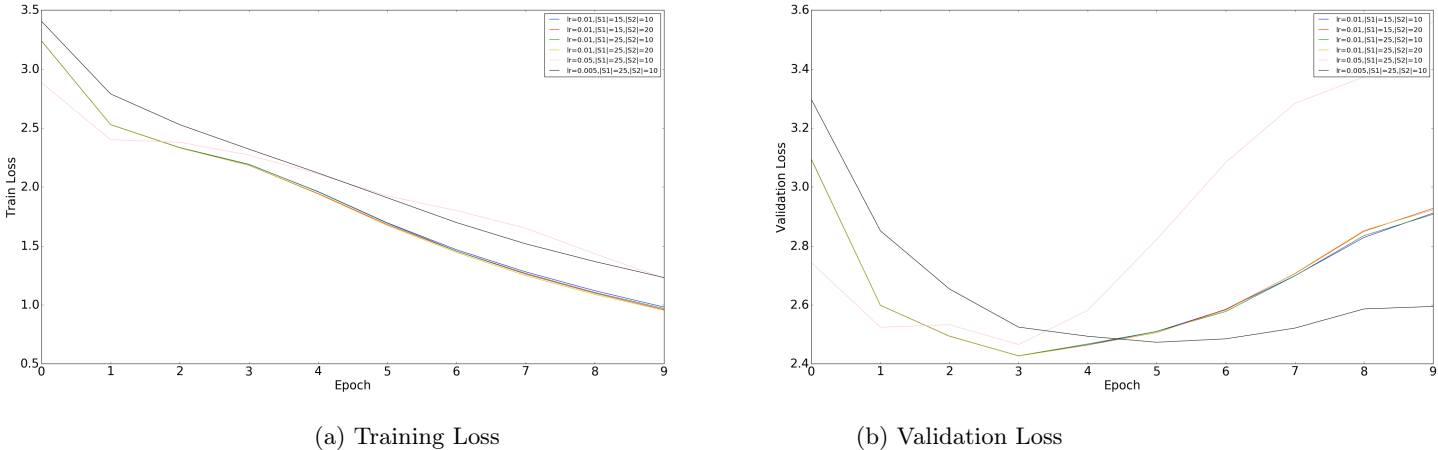 3.5
3.0
2.5
2.0
1.5
1.0
0.5
Train Loss
0 1 2 3 4 5 6 7 8 9
Epoch
lr=0.01,|S1|=15,|S2|=10
lr=0.01,|S1|=15,|S2|=20
lr=0.01,|S1|=25,|S2|=10
lr=0.01,|S1|=25,|S2|=20
lr=0.05,|S1|=25,|S2|=10
lr=0.005,|S1|=25,|S2|=10
(a) Training Loss
3.6
3.4
3.2
3.0
2.8
2.6
2.4
Validation Loss
0 1 2 3 4 5 6 7 8 9
Epoch
lr=0.01,|S1|=15,|S2|=10
lr=0.01,|S1|=15,|S2|=20
lr=0.01,|S1|=25,|S2|=10
lr=0.01,|S1|=25,|S2|=20
lr=0.05,|S1|=25,|S2|=10
lr=0.005,|S1|=25,|S2|=10
(b) Validation Loss